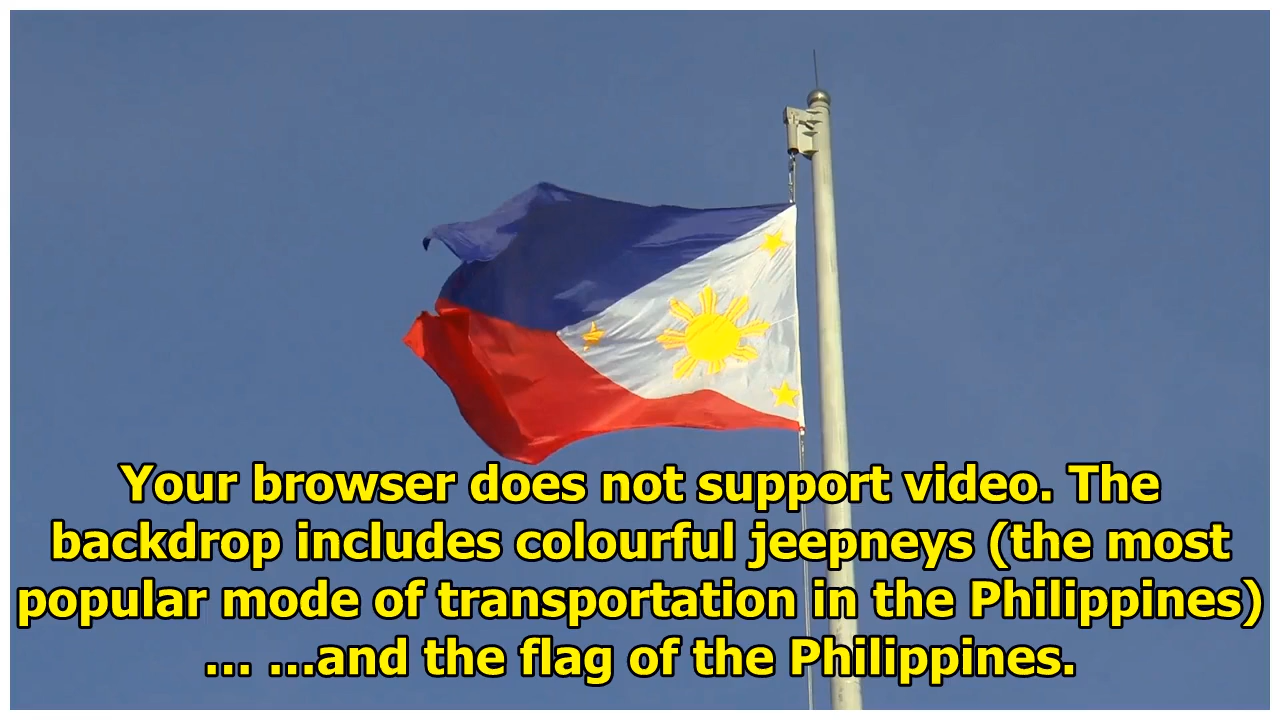 Your browser does not support video. The
backdrop includes colourful jeepneys (the most
popular mode of transportation in the Philippines)
... ...and the flag of the Philippines.